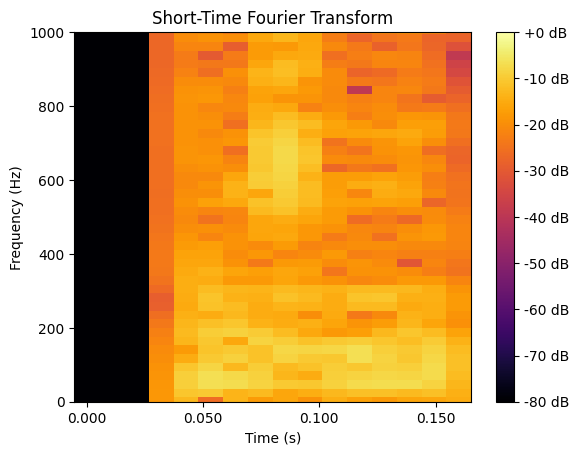 Short-Time Fourier Transform
1000
800
600
400
200
0
Frequency (Hz)
0.000
0.050
0.100
0.150
Time (s)
+0 dB
-10 dB
-20 dB
-30 dB
-40 dB
-50 dB
-60 dB
-70 dB
-80 dB